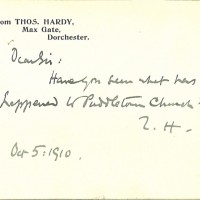 from THOS. HARDY,
Max Gate,
Dorchester.
Dear Sir:
Have you seen what has
happened to Puddletown Church -
T. H -
Oct 5: 1910.